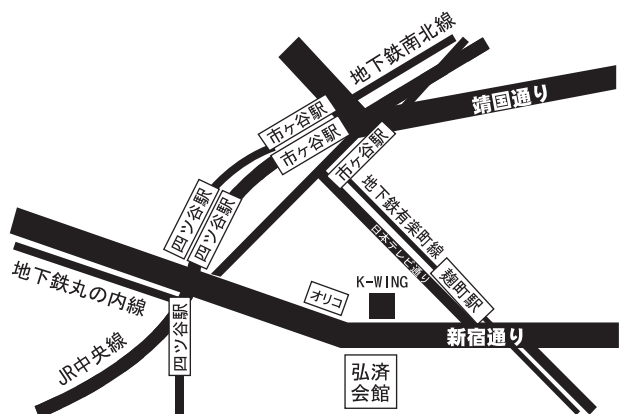 地下鉄南北線
靖国通り
市ヶ谷駅
市ヶ谷駅
市ヶ谷駅
地下鉄有楽町線
四ツ谷駅
四ツ谷駅
日本テレビ通り
麹町駅
地下鉄丸の内線
オリコ
K-WING
四ツ谷駅
新宿通り
JR中央線
弘済
会館